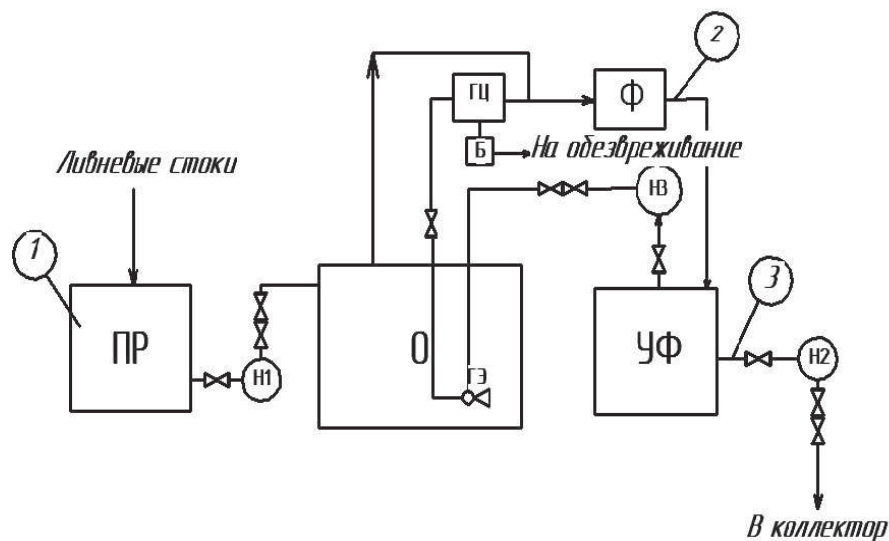 2
ГЦ
Ф
Б
На обезвреживание
Ливневые стоки
Н3
1
3
ПР
О
УФ
Н1
ГЭ
Н2
В коллектор